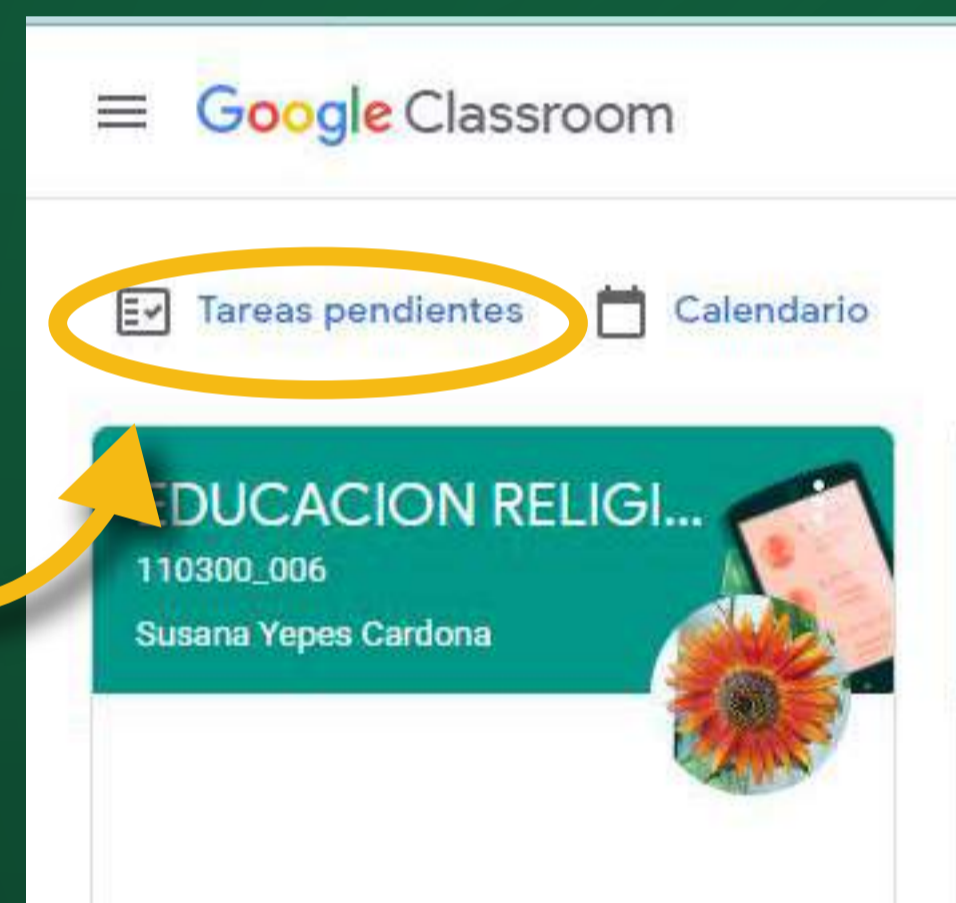 Google Classroom
Tareas pendientes Calendario
EDUCACION RELIGI...
110300_006
Susana Yepes Cardona